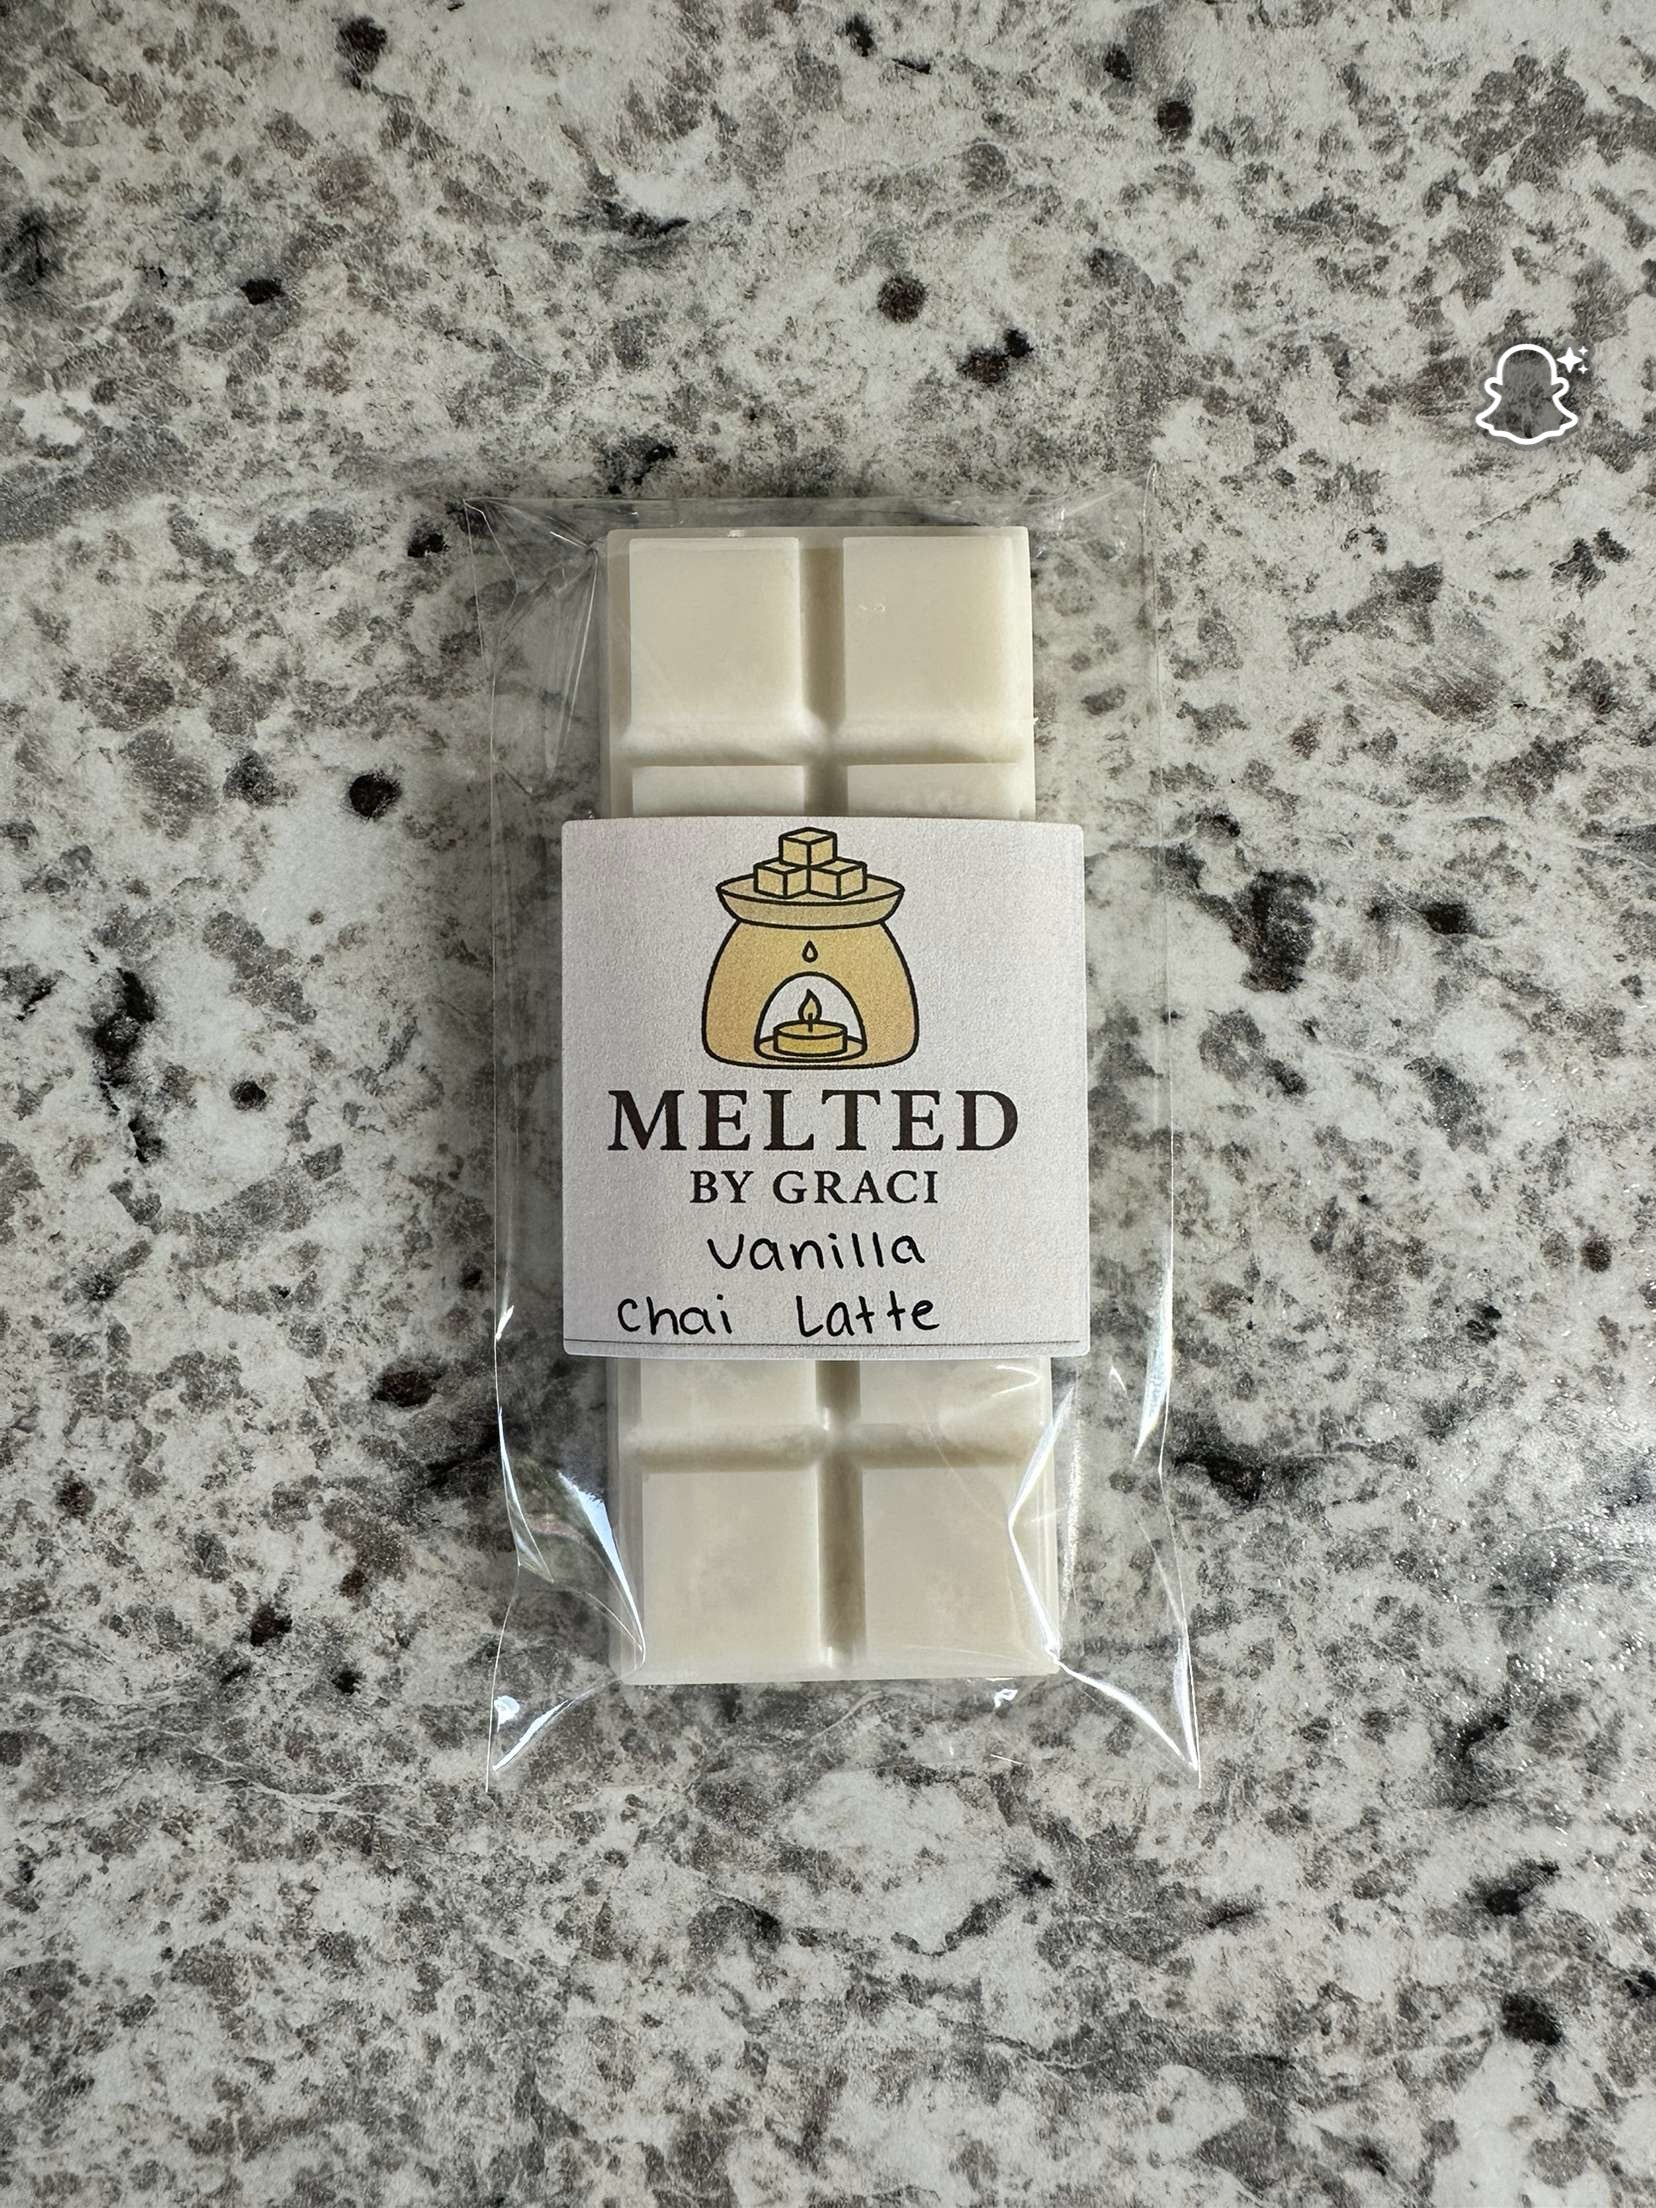 MELTED
BY GRACI
Vanilla
Chai Latte